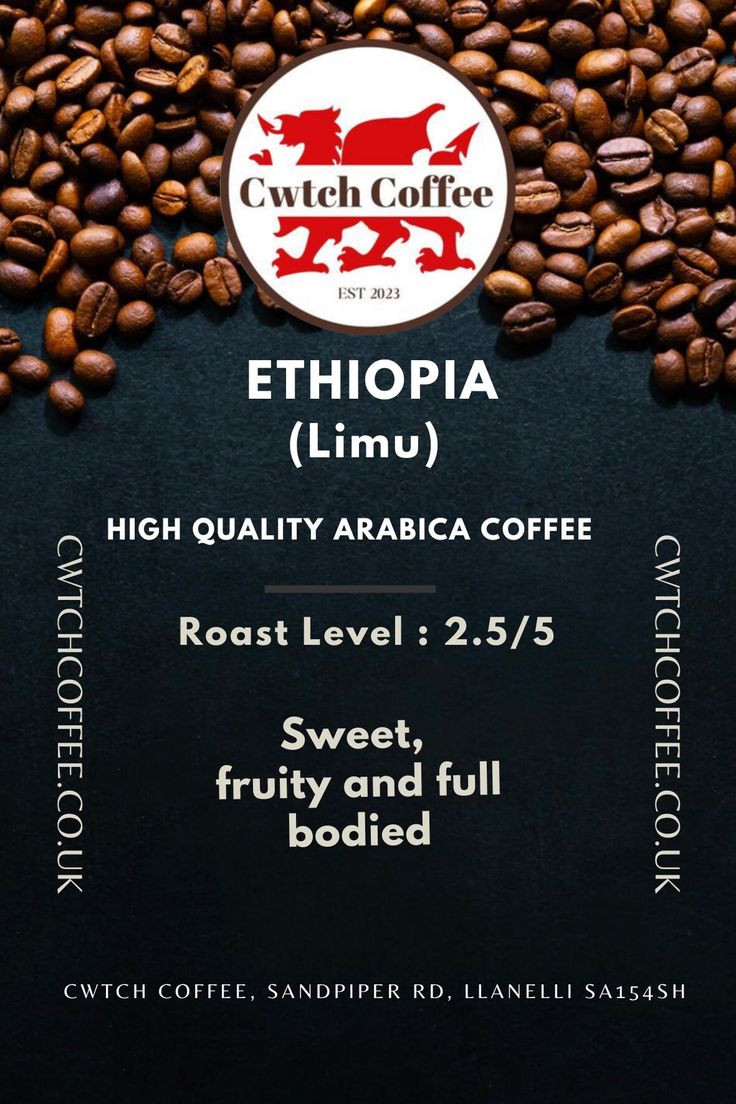 Cwtch Coffee
EST 2023
ETHIOPIA
(Limu)
HIGH QUALITY ARABICA COFFEE
CWTCHCOFFEE.CO.UK
CWTCHCOFFEE.CO.UK
Roast Level : 2.5/5
Sweet,
fruity and full
bodied
CWTCH COFFEE, SANDPIPER RD, LLANELLI SA154SH